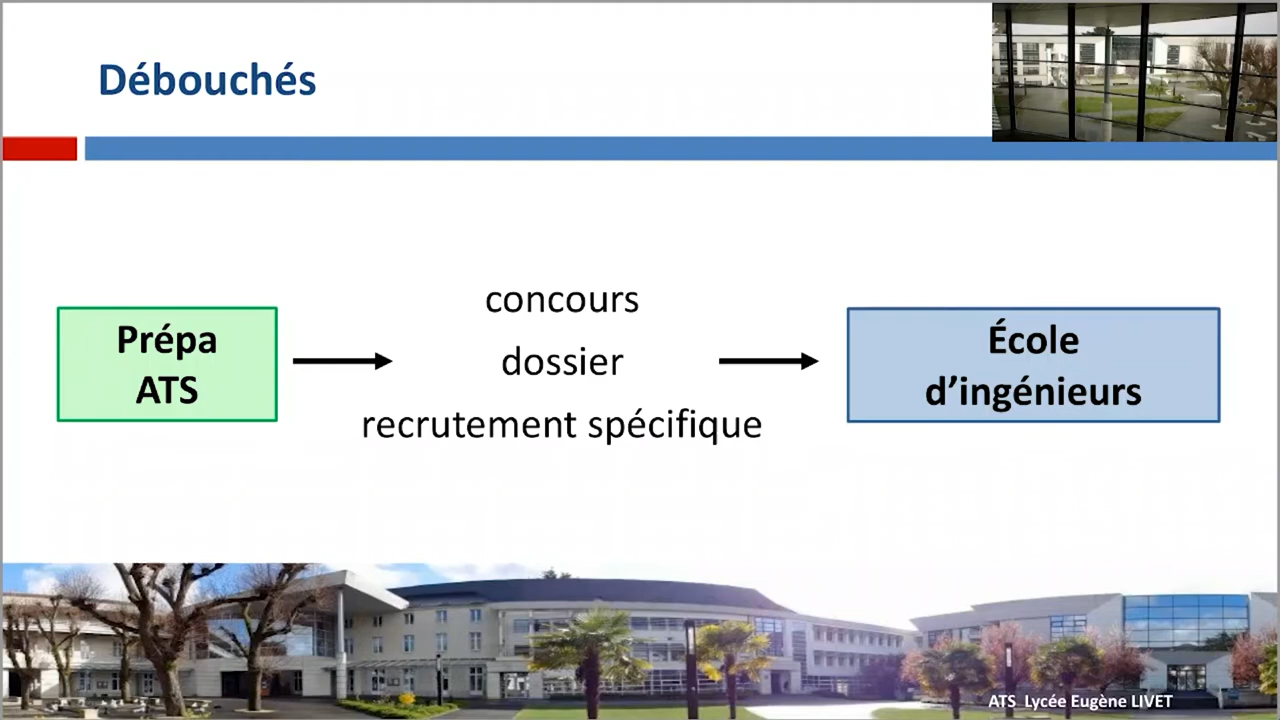 Débouchés
Prépa
ATS
concours
dossier
recrutement spécifique
École
d’ingénieurs
ATS Lycée Eugène LIVET